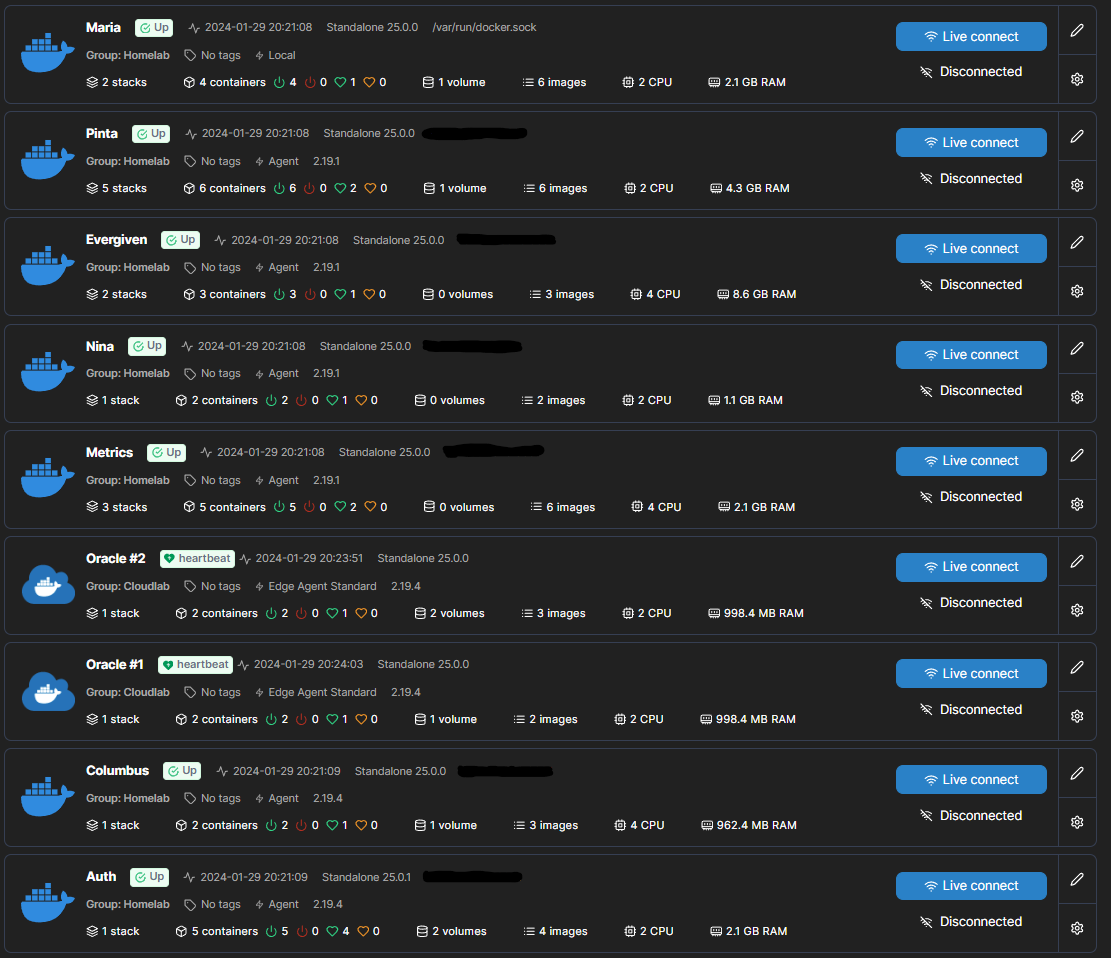 Maria Up 2024-01-29 20:21:08 Standalone 25.0.0 /var/run/docker.sock Live connect
Group: Homelab No tags Local Disconnected
2 stacks 4 containers 4 0 1 0 1 volume 6 images 2 CPU 2.1 GB RAM
Pinta Up 2024-01-29 20:21:08 Standalone 25.0.0 Live connect
Group: Homelab No tags Agent 2.19.1 Disconnected
5 stacks 6 containers 6 0 2 0 1 volume 6 images 2 CPU 4.3 GB RAM
Evergiven Up 2024-01-29 20:21:08 Standalone 25.0.0 Live connect
Group: Homelab No tags Agent 2.19.1 Disconnected
2 stacks 3 containers 3 0 1 0 0 volumes 3 images 4 CPU 8.6 GB RAM
Nina Up 2024-01-29 20:21:08 Standalone 25.0.0 Live connect
Group: Homelab No tags Agent 2.19.1 Disconnected
1 stack 2 containers 2 0 1 0 0 volumes 2 images 2 CPU 1.1 GB RAM
Metrics Up 2024-01-29 20:21:08 Standalone 25.0.0 Live connect
Group: Homelab No tags Agent 2.19.1 Disconnected
3 stacks 5 containers 5 0 2 0 0 volumes 6 images 4 CPU 2.1 GB RAM
Oracle #2 heartbeat 2024-01-29 20:23:51 Standalone 25.0.0 Live connect
Group: Cloudlab No tags Edge Agent Standard 2.19.4 Disconnected
1 stack 2 containers 2 0 1 0 2 volumes 3 images 2 CPU 998.4 MB RAM
Oracle #1 heartbeat 2024-01-29 20:24:03 Standalone 25.0.0 Live connect
Group: Cloudlab No tags Edge Agent Standard 2.19.4 Disconnected
1 stack 2 containers 2 0 1 0 1 volume 2 images 2 CPU 998.4 MB RAM
Columbus Up 2024-01-29 20:21:09 Standalone 25.0.0 Live connect
Group: Homelab No tags Agent 2.19.4 Disconnected
1 stack 2 containers 2 0 1 0 1 volume 3 images 4 CPU 962.4 MB RAM
Auth Up 2024-01-29 20:21:09 Standalone 25.0.1 Live connect
Group: Homelab No tags Agent 2.19.4 Disconnected
1 stack 5 containers 5 0 4 0 2 volumes 4 images 2 CPU 2.1 GB RAM